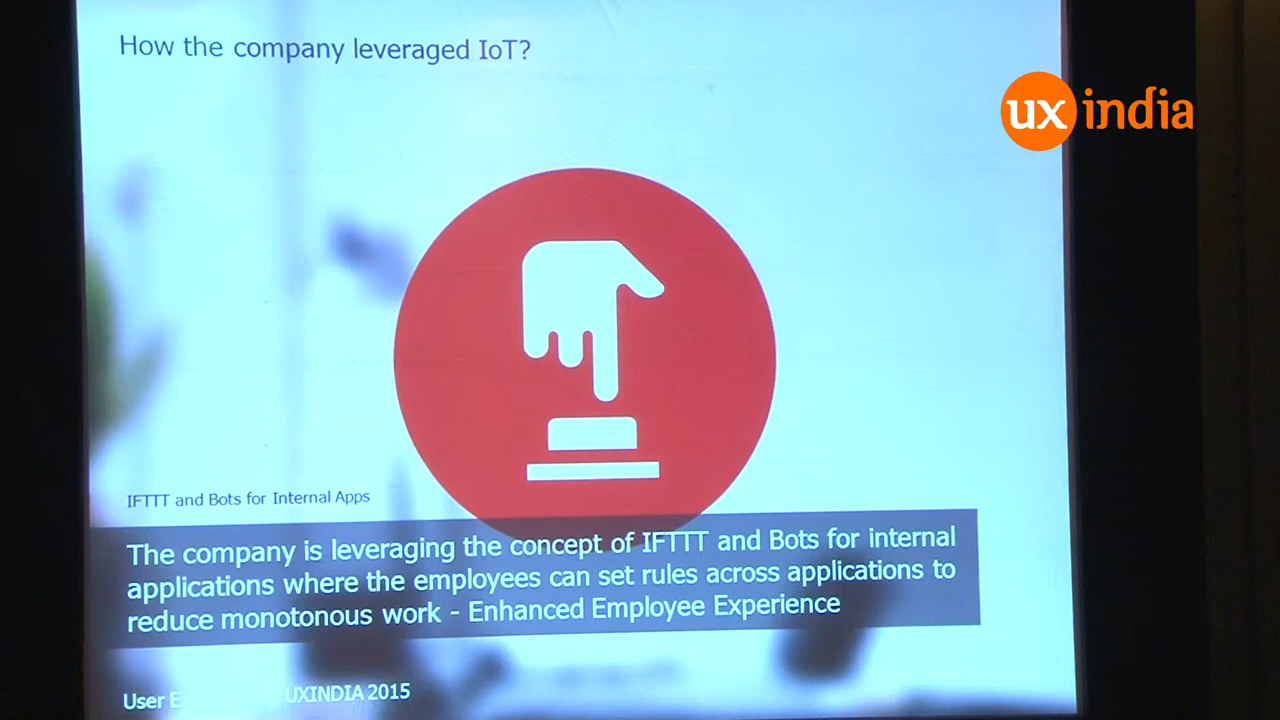 How the company leveraged IoT?
ux india
IFTTT and Bots for Internal Apps
The company is leveraging the concept of IFTTT and Bots for internal
applications where the employees can set rules across applications to
reduce monotonous work - Enhanced Employee Experience
User UXINDIA 2015